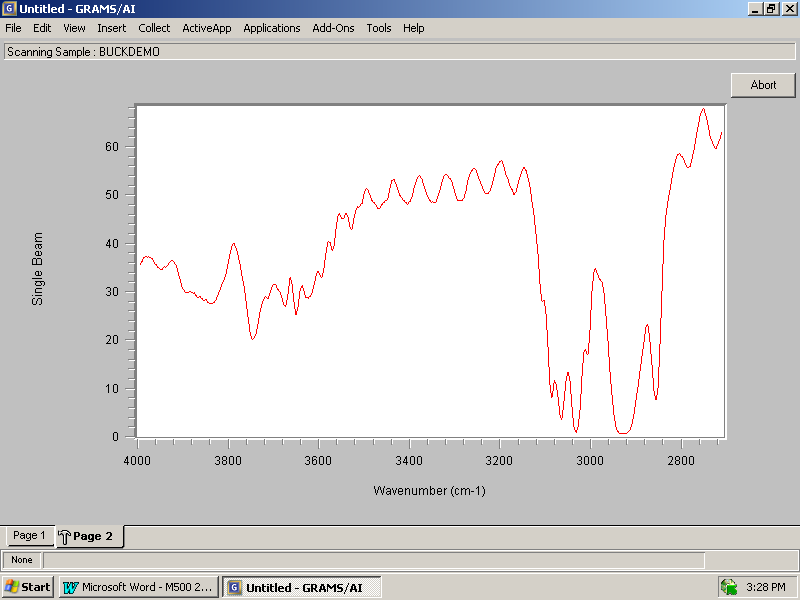 Untitled - GRAMS/AI
File Edit View Insert Collect ActiveApp Applications Add-Ons Tools Help
Scanning Sample : BUCKDEMO
Abort
60
50
40
30
20
10
0
Single Beam
4000 3800 3600 3400 3200 3000 2800
Wavenumber (cm-1)
Page 1 Page 2
None
Start Microsoft Word - M500 2... Untitled - GRAMS/AI 3:28 PM